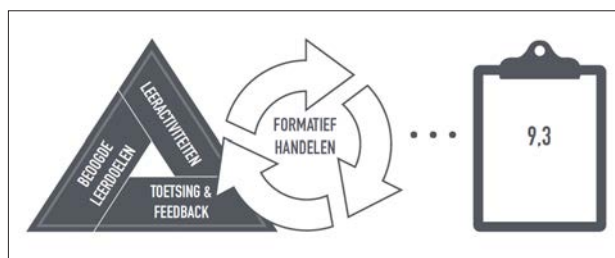 BEOOGDE
LEERDOELEN
LEERACTIVITEITEN
TOETSING &
FEEDBACK
FORMATIEF
HANDELEN
9,3